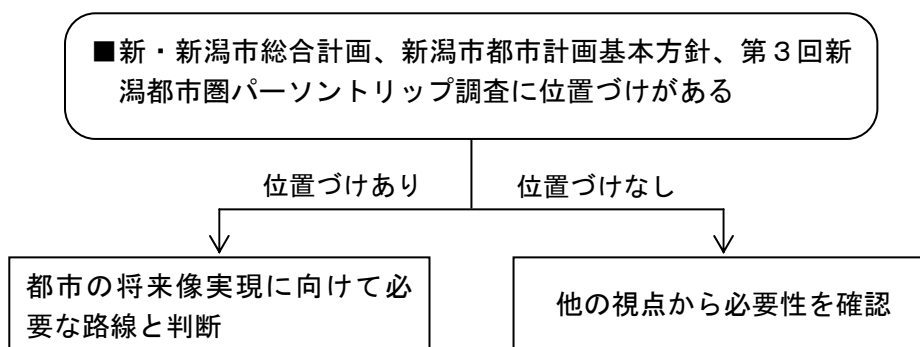 ■新・新潟市総合計画、新潟市都市計画基本方針、第３回新
潟都市圏パーソントリップ調査に位置づけがある
位置づけあり
位置づけなし
都市の将来像実現に向けて必
要な路線と判断
他の視点から必要性を確認